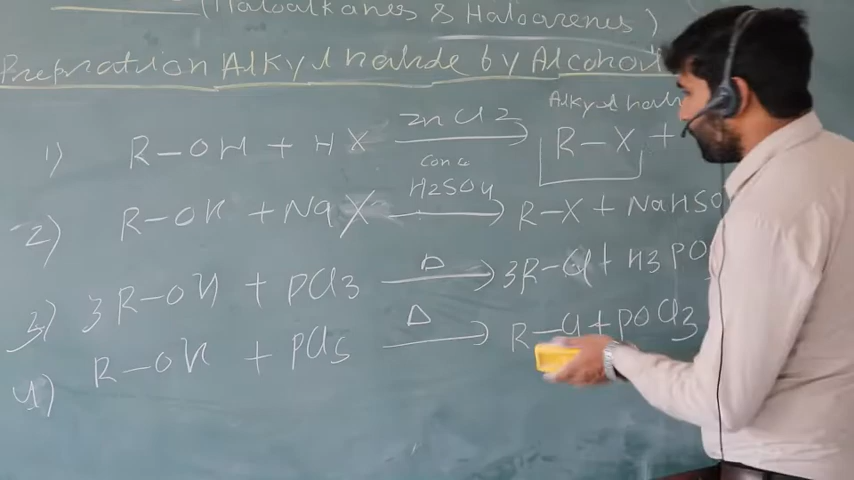 (Haloalkanes & Haloarenes)
Preparation Alkyl halide by Alcohol
Alkyl
1) R-OH + HX ZnCl2 → R-X +
2) R-OH + NaX Conc H2SO4 → R-X + NaHSO
3) 3R-OH + PCl3 Δ → 3R-Cl + H3PO
4) R-OH + PCl5 Δ → R-Cl + POCl3